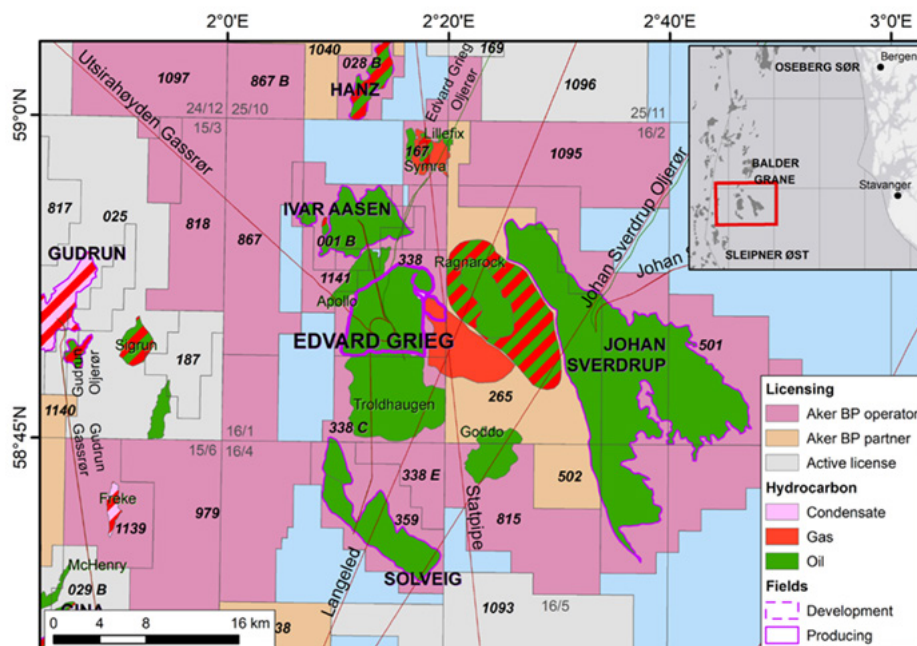 2°0'E
2°20'E
2°40'E
3°0'E
59°0'N
58°45'N
1097
867 B
1040
028 B
HANZ
169
1096
Utsirahøyden Gassrør
Edvard Grieg
Oljerør
24/12
25/10
15/3
25/11
16/2
Lillefix
167
Symra
1095
817
025
818
867
IVAR AASEN
001 B
338
1141
Apollo
Ragnarock
Johan Sverdrup Oljerør
Johan S
GUDRUN
EDVARD GRIEG
JOHAN
SVERDRUP
501
Sigrun
187
Gudrun
Oljerør
1140
Gudrun
Gassrør
265
Troldhaugen
338 C
Goddo
502
15/6
16/1
16/4
338 E
979
Freke
1139
359
815
Statpipe
McHenry
029 B
SOLVEIG
Langeled
1093
16/5
38
0 4 8 16 km
OSEBERG SØR
Bergen
BALDER
GRANE
Stavanger
SLEIPNER ØST
Licensing
Aker BP operator
Aker BP partner
Active license
Hydrocarbon
Condensate
Gas
Oil
Fields
Development
Producing